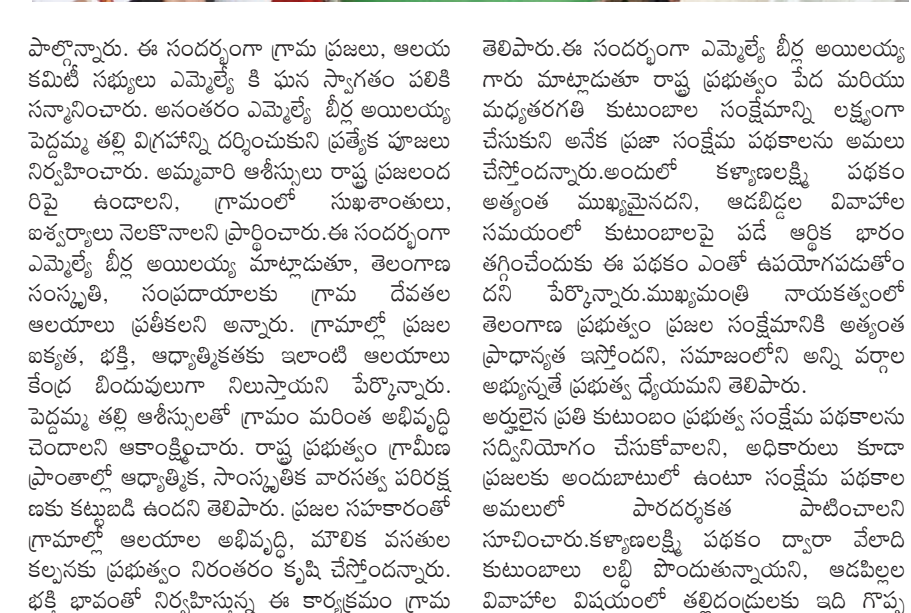 పాల్గొన్నారు. ఈ సందర్భంగా గ్రామ ప్రజలు, ఆలయ
కమిటీ సభ్యులు ఎమ్మెల్యే కి ఘన స్వాగతం పలికి
సన్మానించారు. అనంతరం ఎమ్మెల్యే బీర్ల అయిలయ్య
పెద్దమ్మ తల్లి విగ్రహాన్ని దర్శించుకుని ప్రత్యేక పూజలు
నిర్వహించారు. అమ్మవారి ఆశీస్సులు రాష్ట్ర ప్రజలంద
రిపై ఉండాలని, గ్రామంలో సుఖశాంతులు,
ఐశ్వర్యాలు నెలకొనాలని ప్రార్థించారు.ఈ సందర్భంగా
ఎమ్మెల్యే బీర్ల అయిలయ్య మాట్లాడుతూ, తెలంగాణ
సంస్కృతి, సంప్రదాయాలకు గ్రామ దేవతల
ఆలయాలు ప్రతీకలని అన్నారు. గ్రామాల్లో ప్రజల
ఐక్యత, భక్తి, ఆధ్యాత్మికతకు ఇలాంటి ఆలయాలు
కేంద్ర బిందువులుగా నిలుస్తాయని పేర్కొన్నారు.
పెద్దమ్మ తల్లి ఆశీస్సులతో గ్రామం మరింత అభివృద్ధి
చెందాలని ఆకాంక్షించారు. రాష్ట్ర ప్రభుత్వం గ్రామీణ
ప్రాంతాల్లో ఆధ్యాత్మిక, సాంస్కృతిక వారసత్వ పరిరక్ష
ణకు కట్టుబడి ఉందని తెలిపారు. ప్రజల సహకారంతో
గ్రామాల్లో ఆలయాల అభివృద్ధి, మౌలిక వసతుల
కల్పనకు ప్రభుత్వం నిరంతరం కృషి చేస్తోందన్నారు.
భక్తి భావంతో నిర్వహిస్తున్న ఈ కార్యక్రమం గ్రామ
తెలిపారు.ఈ సందర్భంగా ఎమ్మెల్యే బీర్ల అయిలయ్య
గారు మాట్లాడుతూ రాష్ట్ర ప్రభుత్వం పేద మరియు
మధ్యతరగతి కుటుంబాల సంక్షేమాన్ని లక్ష్యంగా
చేసుకుని అనేక ప్రజా సంక్షేమ పథకాలను అమలు
చేస్తోందన్నారు.అందులో కళ్యాణలక్ష్మి పథకం
అత్యంత ముఖ్యమైనదని, ఆడబిడ్డల వివాహాల
సమయంలో కుటుంబాలపై పడే ఆర్థిక భారం
తగ్గించేందుకు ఈ పథకం ఎంతో ఉపయోగపడుతోం
దని పేర్కొన్నారు.ముఖ్యమంత్రి నాయకత్వంలో
తెలంగాణ ప్రభుత్వం ప్రజల సంక్షేమానికి అత్యంత
ప్రాధాన్యత ఇస్తోందని, సమాజంలోని అన్ని వర్గాల
అభ్యున్నతే ప్రభుత్వ ధ్యేయమని తెలిపారు.
అర్హులైన ప్రతి కుటుంబం ప్రభుత్వ సంక్షేమ పథకాలను
సద్వినియోగం చేసుకోవాలని, అధికారులు కూడా
ప్రజలకు అందుబాటులో ఉంటూ సంక్షేమ పథకాల
అమలులో పారదర్శకత పాటించాలని
సూచించారు.కళ్యాణలక్ష్మి పథకం ద్వారా వేలాది
కుటుంబాలు లబ్ధి పొందుతున్నాయని, ఆడపిల్లల
వివాహాల విషయంలో తల్లిదండ్రులకు ఇది గొప్ప